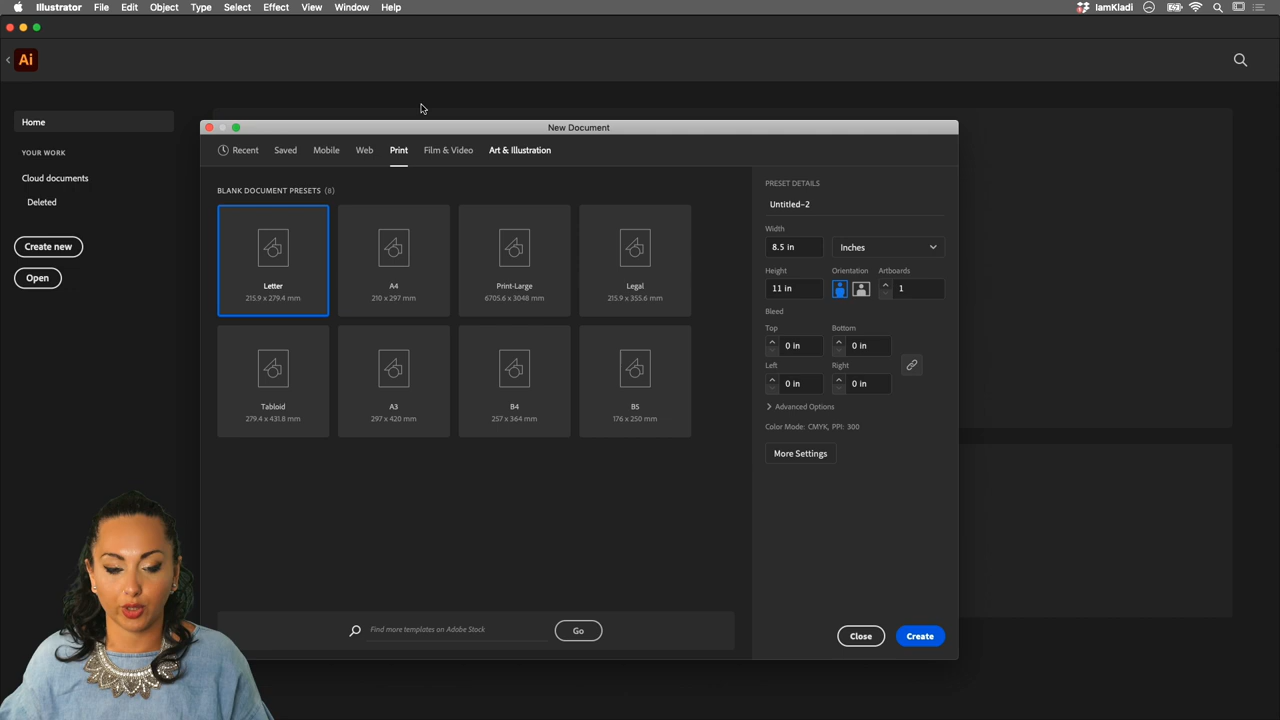 Illustrator File Edit Object Type Select Effect View Window Help IamKladi
Ai
Home
YOUR WORK
Cloud documents
Deleted
Create new
Open
New Document
Recent Saved Mobile Web Print Film & Video Art & Illustration
BLANK DOCUMENT PRESETS (8)
Letter
215.9 x 279.4 mm
A4
210 x 297 mm
Print-Large
6705.6 x 3048 mm
Legal
215.9 x 355.6 mm
Tabloid
279.4 x 431.8 mm
A3
297 x 420 mm
B4
257 x 364 mm
B5
176 x 250 mm
Find more templates on Adobe Stock
Go
PRESET DETAILS
Untitled-2
Width
8.5 in Inches
Height Orientation Artboards
11 in 1
Bleed
Top Bottom
0 in 0 in
Left Right
0 in 0 in
Advanced Options
Color Mode: CMYK, PPI: 300
More Settings
Close Create